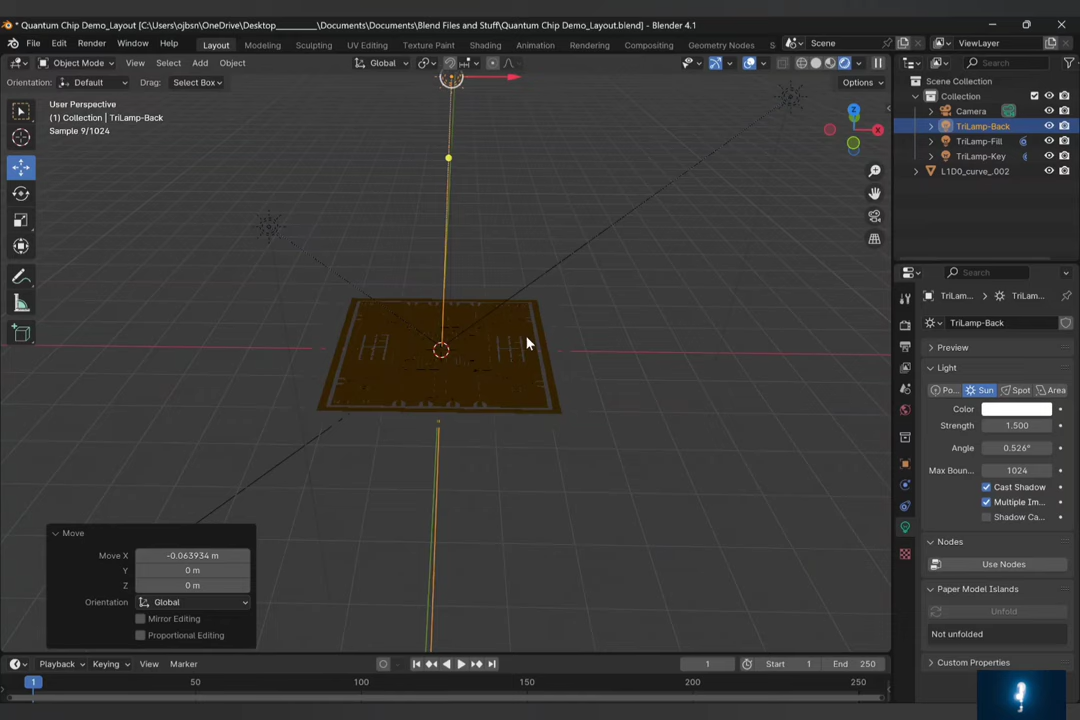 * Quantum Chip Demo_Layout [C:\Users\ojbsn\OneDrive\Desktop_________\Documents\Documents\Blend Files and Stuff\Quantum Chip Demo_Layout.blend] - Blender 4.1
File Edit Render Window Help Layout Modeling Sculpting UV Editing Texture Paint Shading Animation Rendering Compositing Geometry Nodes S Scene ViewLayer
Object Mode View Select Add Object Global Search
Orientation: Default Drag: Select Box Options
Scene Collection
Collection
Camera
TriLamp-Back
TriLamp-Fill
TriLamp-Key
L1D0_curve_.002
User Perspective
(1) Collection | TriLamp-Back
Sample 9/1024
Z
X
Search
TriLam... TriLam...
TriLamp-Back
Preview
Light
Po... Sun Spot Area
Color
Strength 1.500
Angle 0.526°
Max Boun... 1024
Cast Shadow
Multiple Im...
Shadow Ca...
Nodes
Use Nodes
Paper Model Islands
Unfold
Not unfolded
Custom Properties
Move
Move X -0.063934 m
Y 0 m
Z 0 m
Orientation Global
Mirror Editing
Proportional Editing
Playback Keying View Marker 1 Start 1 End 250
1 50 100 150 200 250